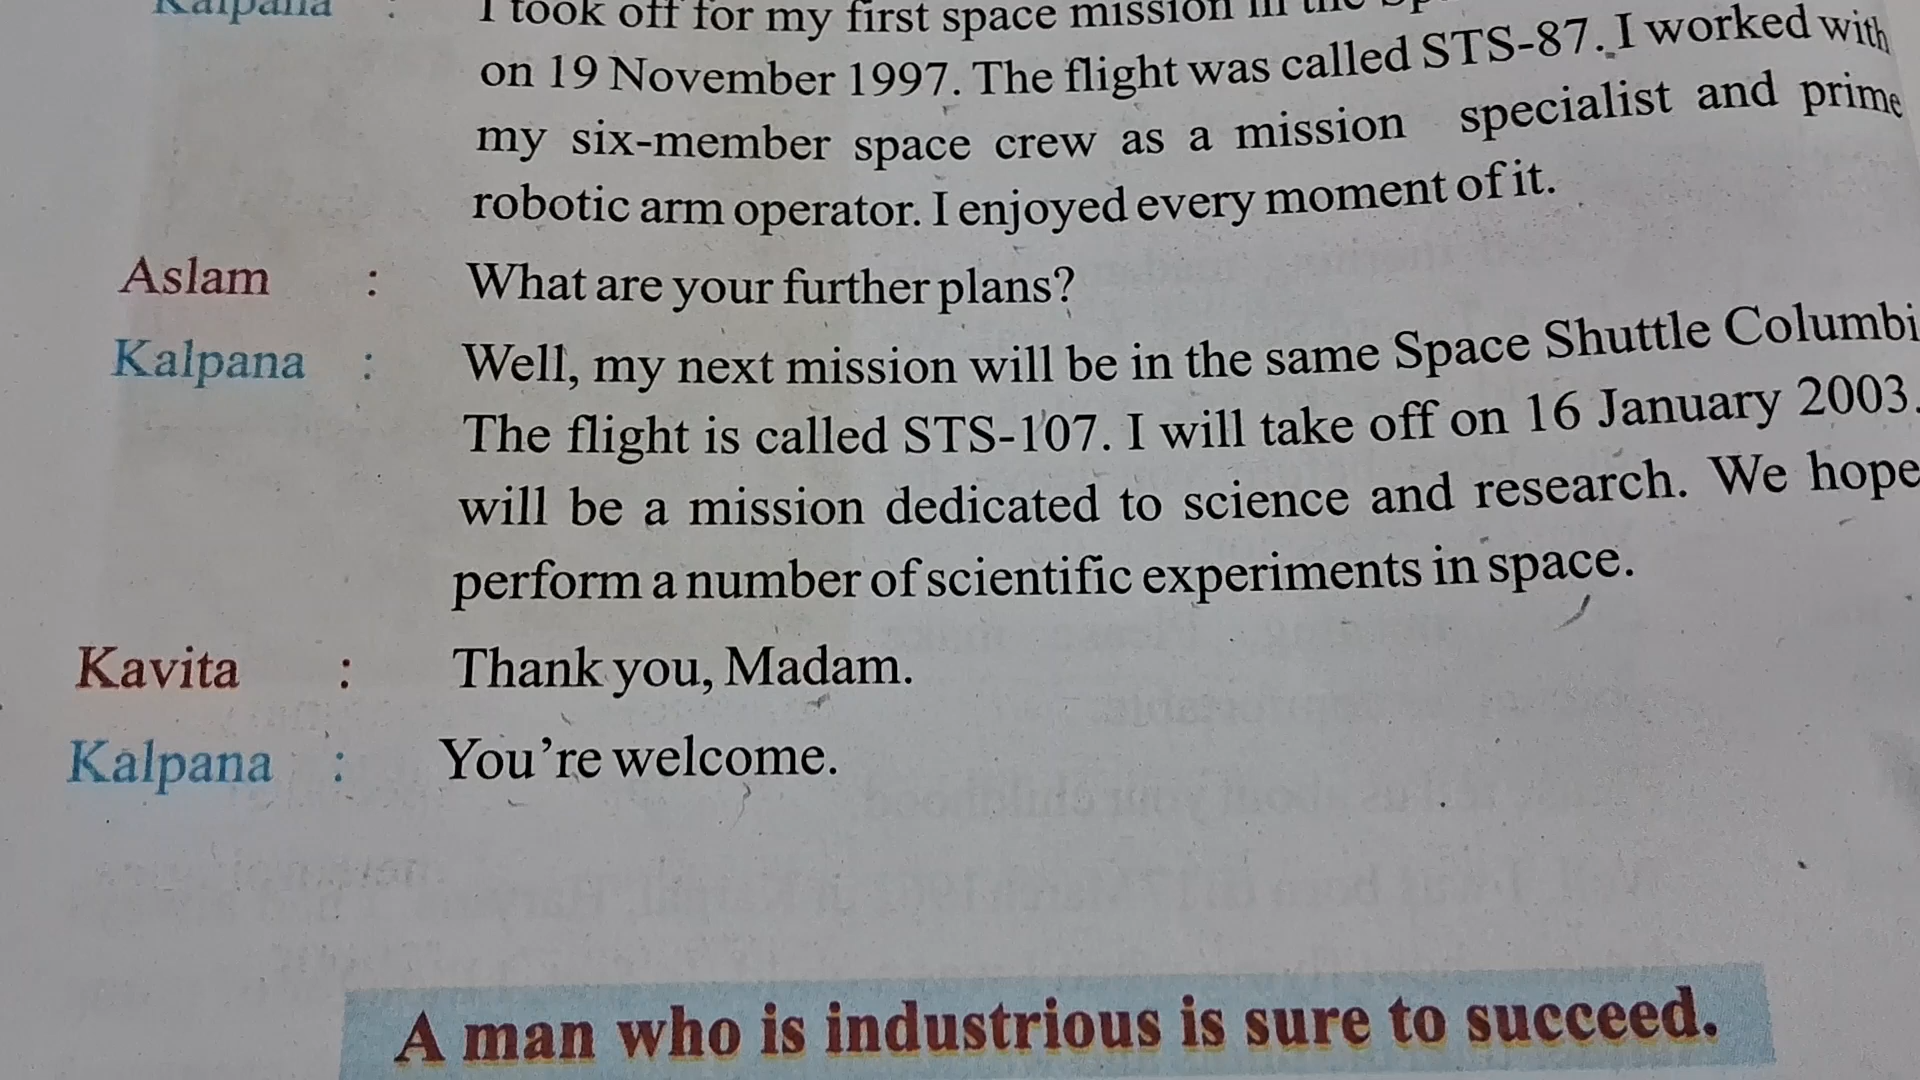 Kalpana : I took off for my first space mission in the
on 19 November 1997. The flight was called STS-87. I worked with
my six-member space crew as a mission specialist and prime
robotic arm operator. I enjoyed every moment of it.
Aslam : What are your further plans?
Kalpana : Well, my next mission will be in the same Space Shuttle Columbi
The flight is called STS-107. I will take off on 16 January 2003.
will be a mission dedicated to science and research. We hope
perform a number of scientific experiments in space.
Kavita : Thank you, Madam.
Kalpana : You're welcome.
A man who is industrious is sure to succeed.